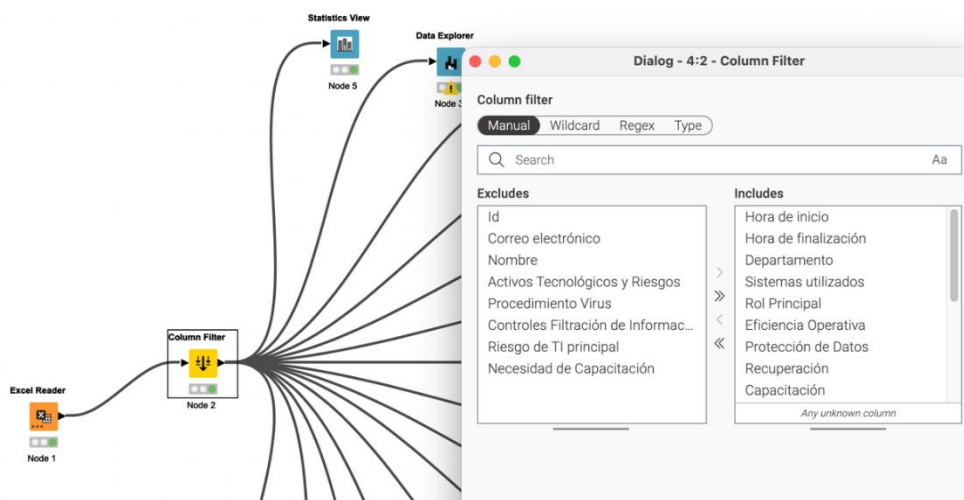 Statistics View
Node 5
Data Explorer
Node 3
Column Filter
Node 2
Excel Reader
Node 1
Dialog - 4:2 - Column Filter
Column filter
Manual Wildcard Regex Type
Search Aa
Excludes
Id
Correo electrónico
Nombre
Activos Tecnológicos y Riesgos
Procedimiento Virus
Controles Filtración de Informac...
Riesgo de TI principal
Necesidad de Capacitación
Includes
Hora de inicio
Hora de finalización
Departamento
Sistemas utilizados
Rol Principal
Eficiencia Operativa
Protección de Datos
Recuperación
Capacitación
Any unknown column